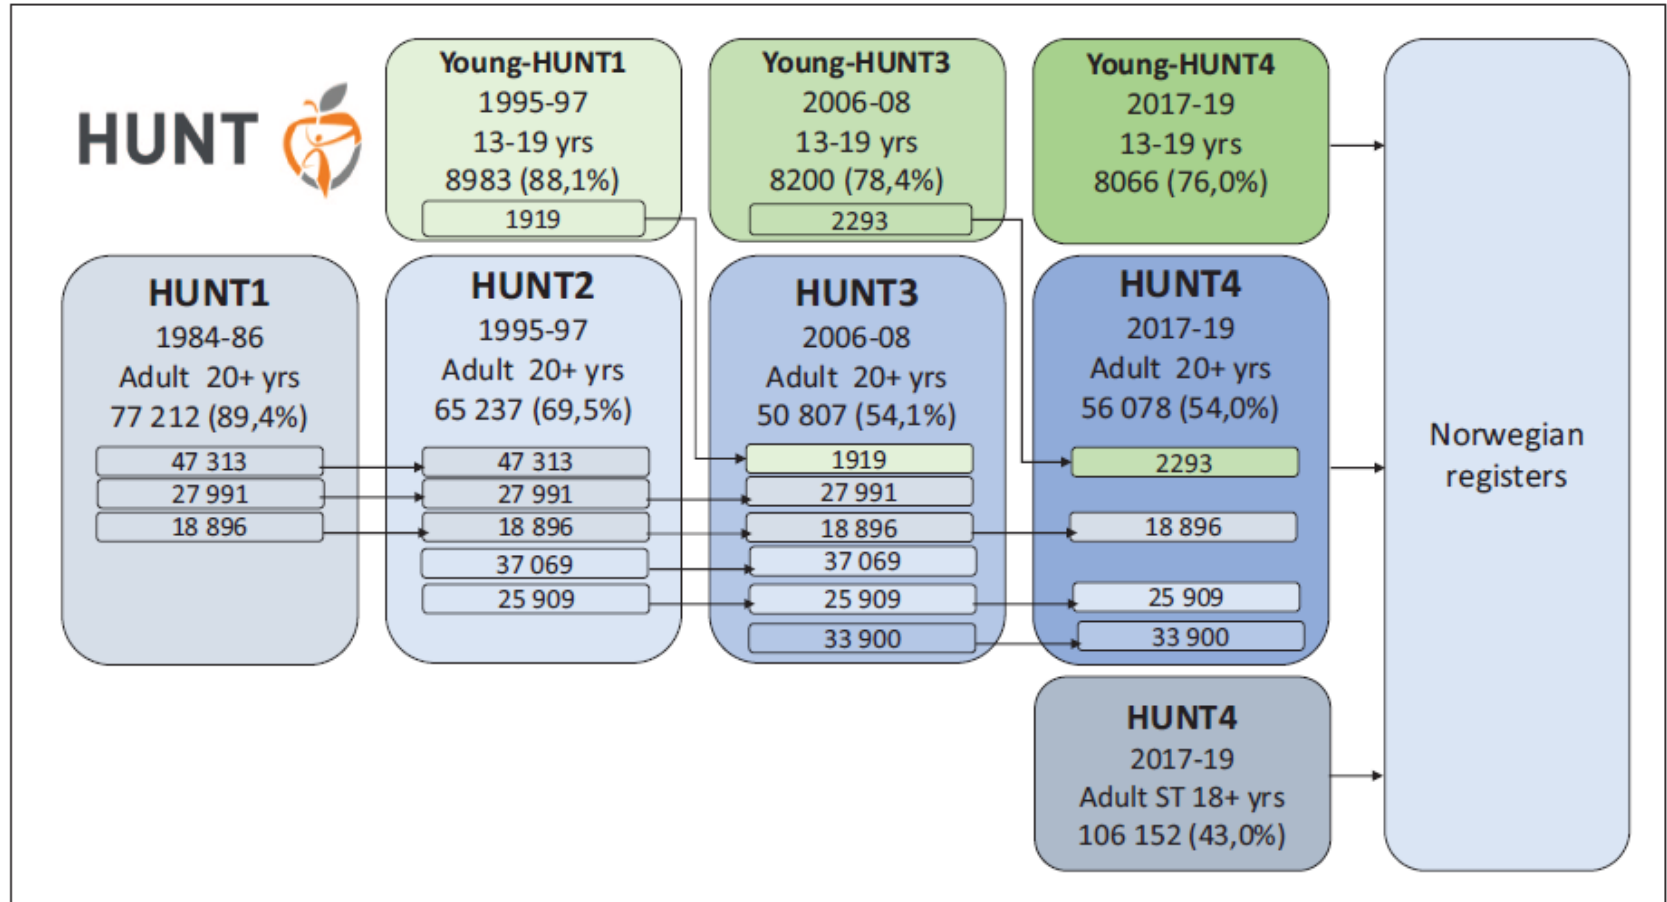 HUNT
Young-HUNT1
1995-97
13-19 yrs
8983 (88,1%)
1919
Young-HUNT3
2006-08
13-19 yrs
8200 (78,4%)
2293
Young-HUNT4
2017-19
13-19 yrs
8066 (76,0%)
HUNT1
1984-86
Adult 20+ yrs
77 212 (89,4%)
47 313
27 991
18 896
HUNT2
1995-97
Adult 20+ yrs
65 237 (69,5%)
47 313
27 991
18 896
37 069
25 909
HUNT3
2006-08
Adult 20+ yrs
50 807 (54,1%)
1919
27 991
18 896
37 069
25 909
33 900
HUNT4
2017-19
Adult 20+ yrs
56 078 (54,0%)
2293
18 896
25 909
33 900
HUNT4
2017-19
Adult ST 18+ yrs
106 152 (43,0%)
Norwegian
registers